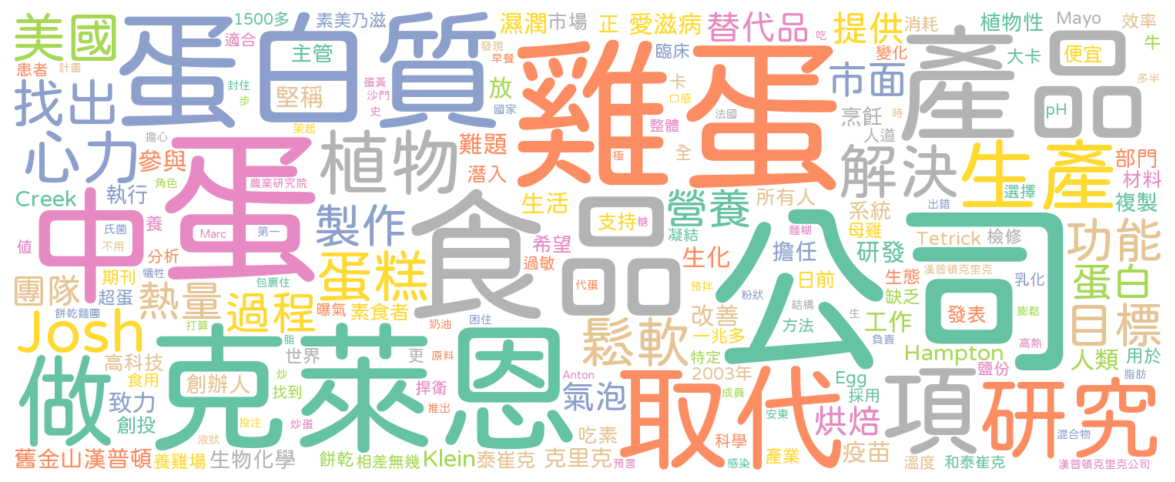 美國
蛋白質
雞蛋
產品
1500多
素美乃滋
濕潤
市場
正
愛滋病
替代品
提供
消耗
植物性
Mayo
效率
牛
適合
主管
患者
計畫
發現
早餐
臨床
吃
變化
大卡
便宜
多半
找出
堅稱
封住
步
蛋黃
沙門
史
國家
放
卡
口感
市面
法國
pH
心力
參與
架起
植物
難題
整體
極
全
烹飪
人道
時
擔心
潛入
解決
生產
部門
材料
選擇
複製
出錯
Creek
執行
角色
農業研究院
中
蛋
製作
食品
生活
支持
糖
營養
所有人
系統
母雞
值
氏菌
不用
養
Marc
第一
希望
凝結
麵糊
擔任
研發
Tetrick
檢修
功能
分析
犧牲
包裹住
過敏
代蛋
生化
日前
生態
漢普頓克里克
乳化
團隊
期刊
超蛋
熱量
蛋糕
公司
缺乏
蛋白
餅乾麵團
過程
曝氣
素食者
預拌
粉狀
改善
結構
生
發表
膨鬆
目標
Josh
打算
奶油
困住
鬆軟
一兆多
方法
工作
負責
高熱
做
克萊恩
高科技
脂
世界
更
原料
特定
Hampton
鹽份
人類
用於
食用
創辦人
炒
找到
捍衛
氣泡
Anton
取代
2003年
成員
Egg
採用
項
研究
脂肪
致力
創投
投注
炒蛋
推出
安東
烘焙
舊金山
漢普頓
養雞場
液狀
生物化學
餅乾
相差無幾
Klein
泰崔克
吃素
克里克
預言
科學
感染
產業
疫苗
溫度
和泰崔克
混合物
漢普頓克里克公司